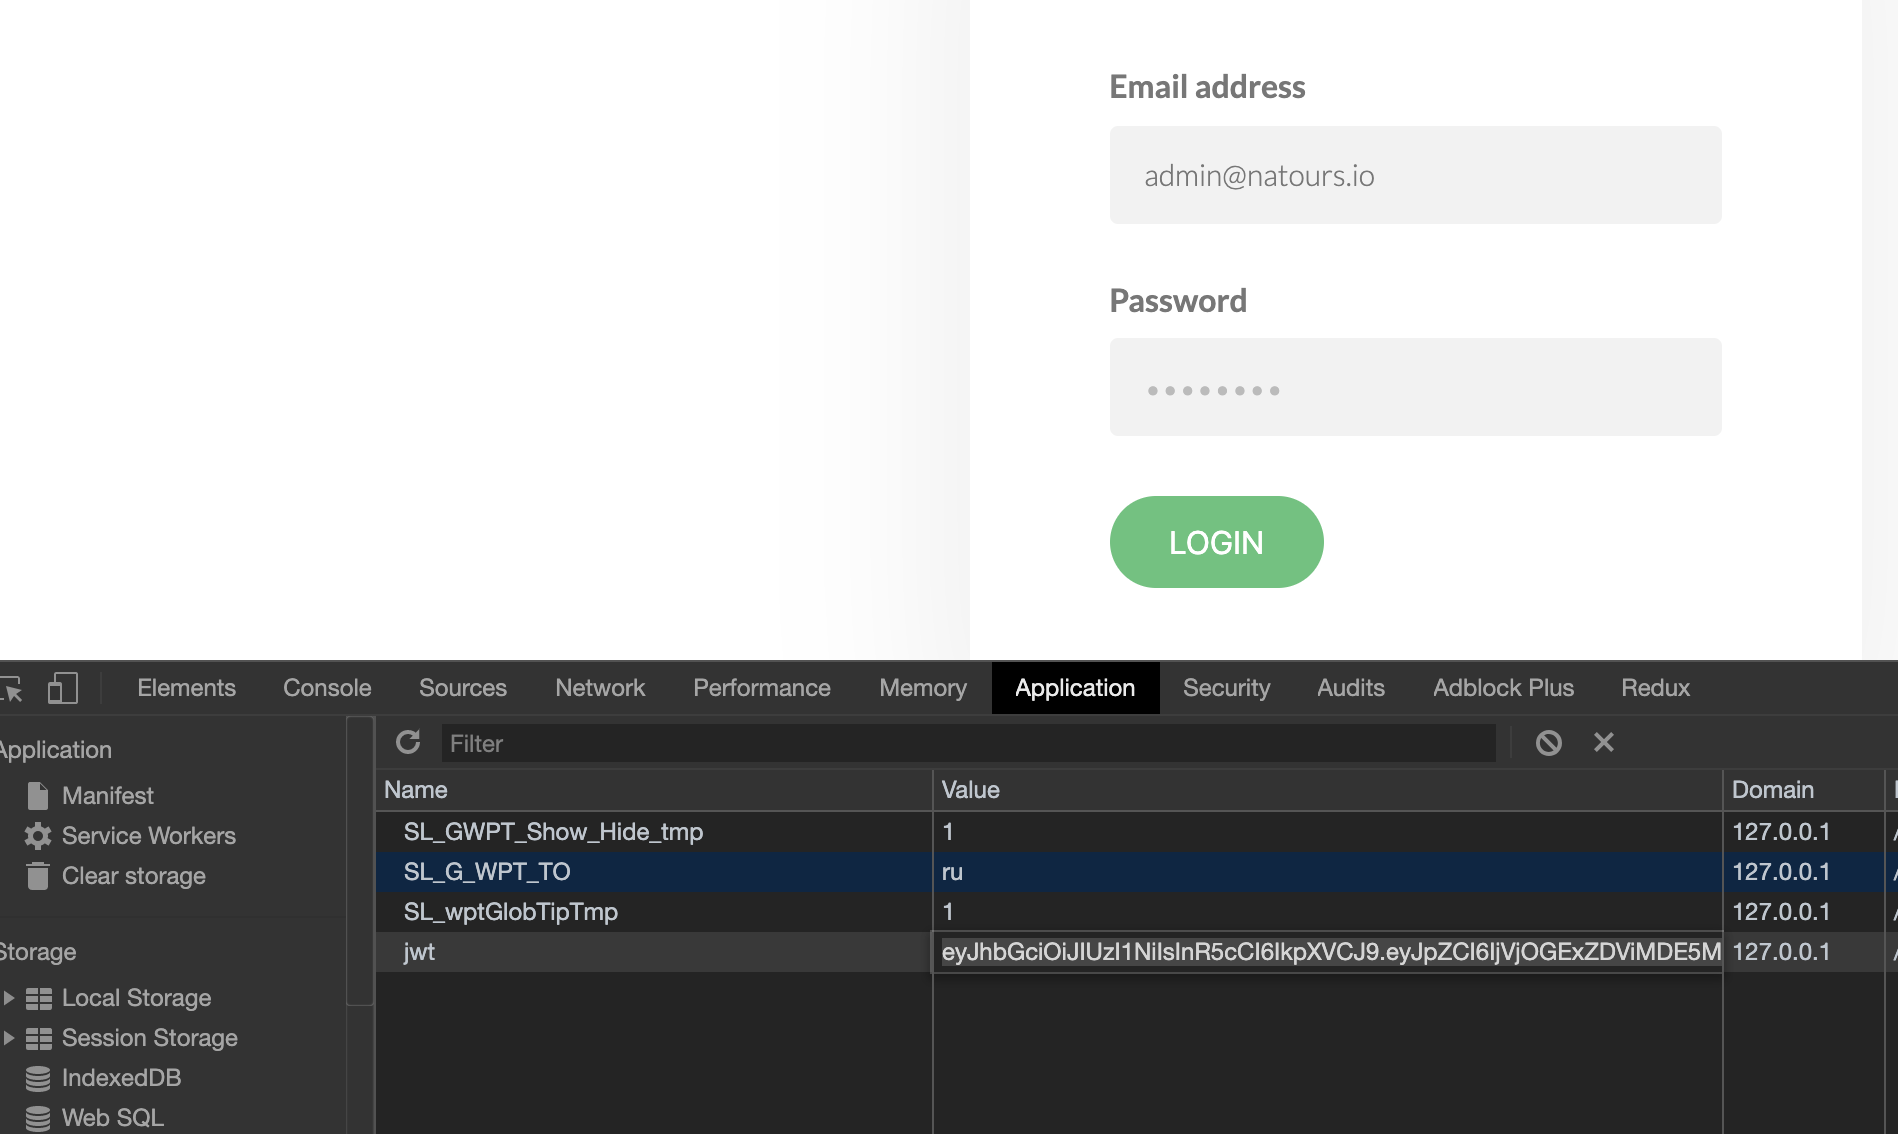 Email address
admin@natours.io
Password
••••••••
LOGIN
Elements Console Sources Network Performance Memory Application Security Audits Adblock Plus Redux
Application
Filter
Manifest
Service Workers
Clear storage
Storage
Local Storage
Session Storage
IndexedDB
Web SQL
Name Value Domain
SL_GWPT_Show_Hide_tmp 1 127.0.0.1 /
SL_G_WPT_TO ru 127.0.0.1 /
SL_wptGlobTipTmp 1 127.0.0.1 /
jwt eyJhbGciOiJIUzI1NiIsInR5cCI6IkpXVCJ9.eyJpZCI6IjVjOGExZDViMDE5M 127.0.0.1 /